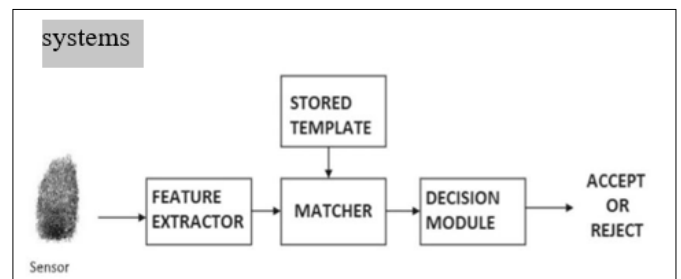 systems
STORED
TEMPLATE
FEATURE
EXTRACTOR
MATCHER
DECISION
MODULE
ACCEPT
OR
REJECT
Sensor